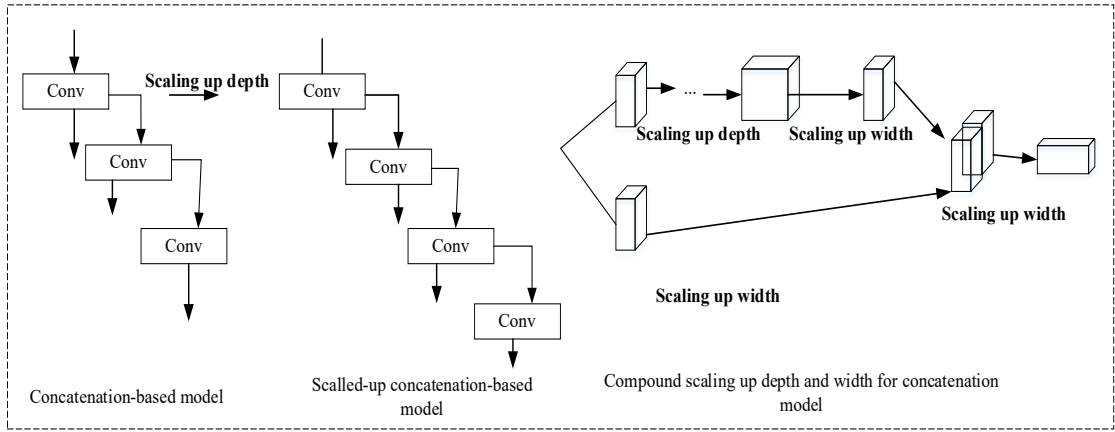 Conv
Conv
Conv
Concatenation-based model
Scaling up depth
Conv
Conv
Conv
Conv
Scalled-up concatenation-based
model
...
Scaling up depth
Scaling up width
Scaling up width
Scaling up width
Compound scaling up depth and width for concatenation
model